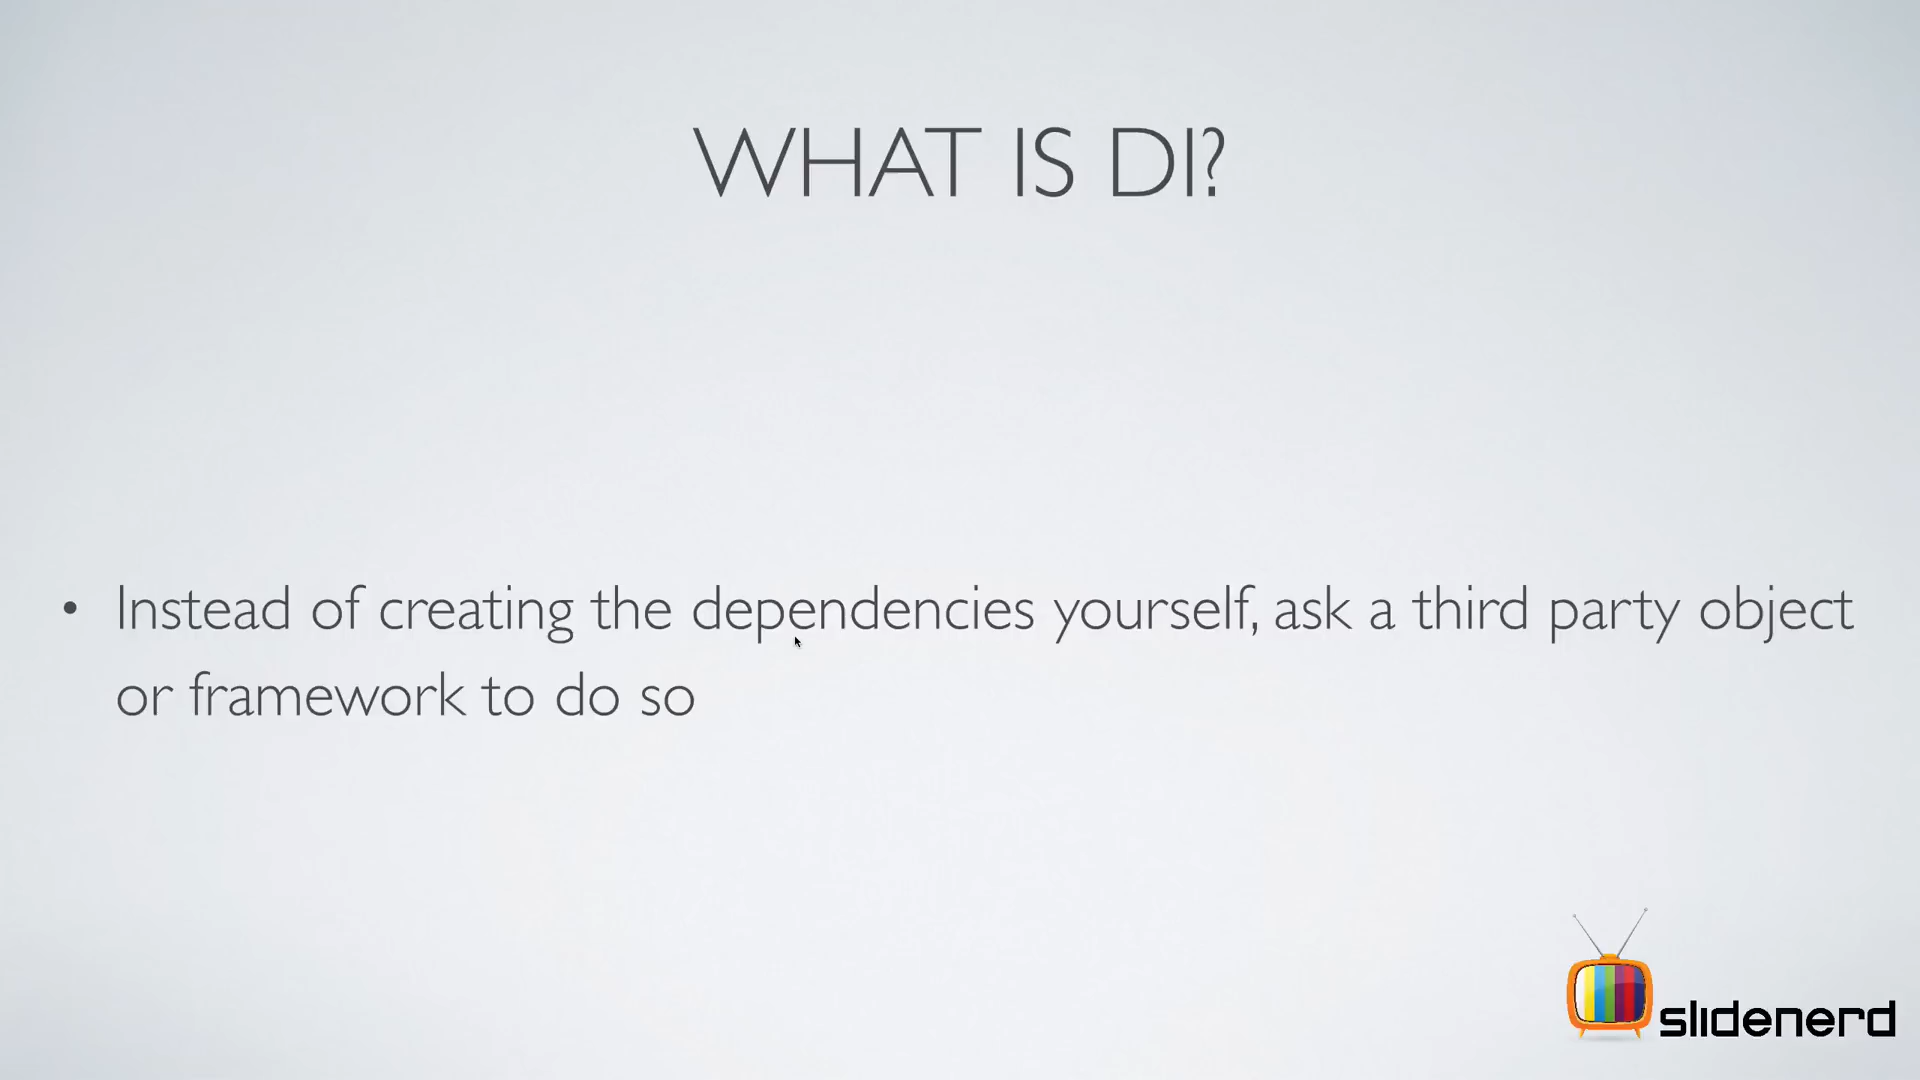 WHAT IS DI?
• Instead of creating the dependencies yourself, ask a third party object
or framework to do so
slidenerd